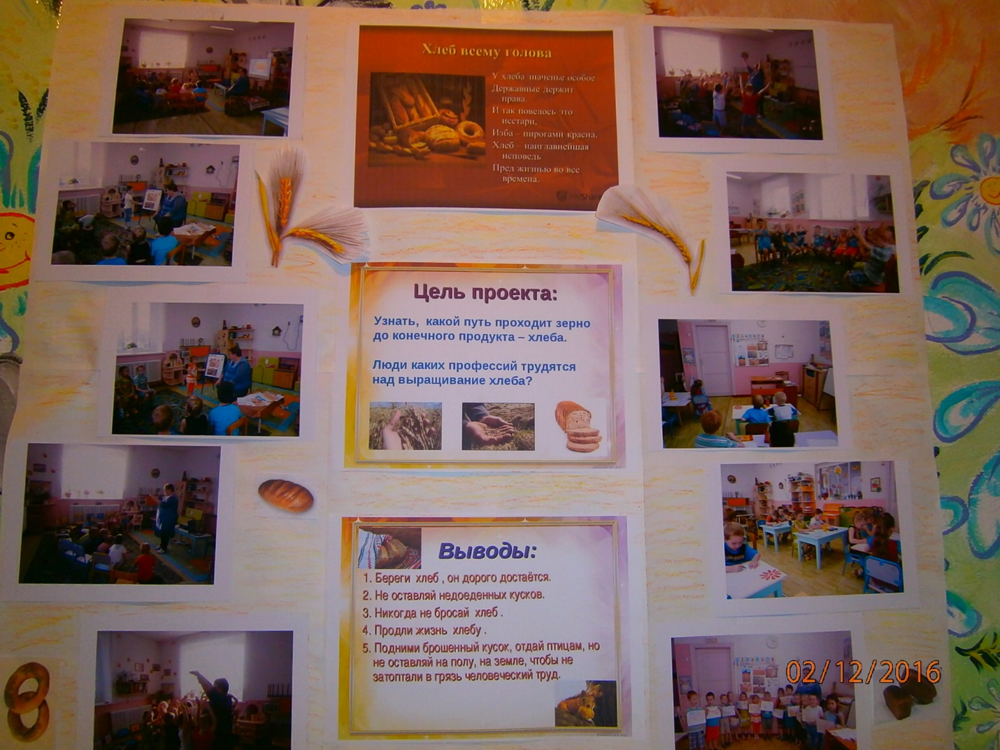 Хлеб всему голова
У хлеба значенье особое
Державные держит
права.
И так повелось это
исстари,
Изба – пирогами красна,
Хлеб – наиглавнейшая
исповедь
Пред жизнью во все
времена.
Цель проекта:
Узнать, какой путь проходит зерно
до конечного продукта – хлеба.
Люди каких профессий трудятся
над выращивание хлеба?
Выводы:
1. Береги хлеб , он дорого достаётся.
2. Не оставляй недоеденных кусков.
3. Никогда не бросай хлеб .
4. Продли жизнь хлебу .
5. Подними брошенный кусок, отдай птицам, но
не оставляй на полу, на земле, чтобы не
затоптали в грязь человеческий труд.
02/12/2016